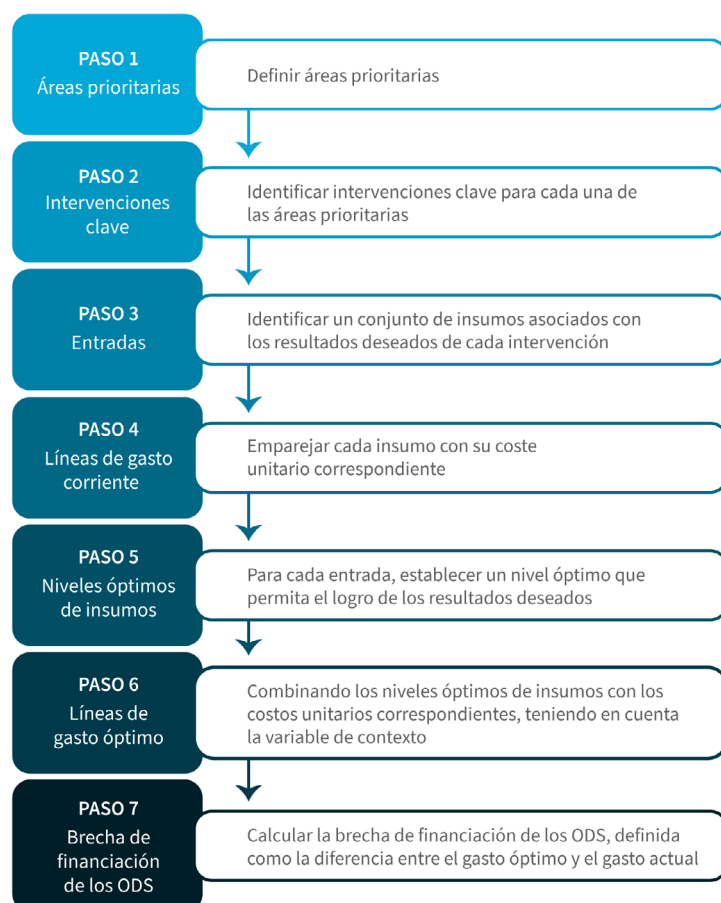 PASO 1
Áreas prioritarias
Definir áreas prioritarias
PASO 2
Intervenciones
clave
Identificar intervenciones clave para cada una de
las áreas prioritarias
PASO 3
Entradas
Identificar un conjunto de insumos asociados con
los resultados deseados de cada intervención
PASO 4
Líneas de gasto
corriente
Emparejar cada insumo con su coste
unitario correspondiente
PASO 5
Niveles óptimos
de insumos
Para cada entrada, establecer un nivel óptimo que
permita el logro de los resultados deseados
PASO 6
Líneas de
gasto óptimo
Combinando los niveles óptimos de insumos con los
costos unitarios correspondientes, teniendo en cuenta
la variable de contexto
PASO 7
Brecha de
financiación
de los ODS
Calcular la brecha de financiación de los ODS, definida
como la diferencia entre el gasto óptimo y el gasto actual